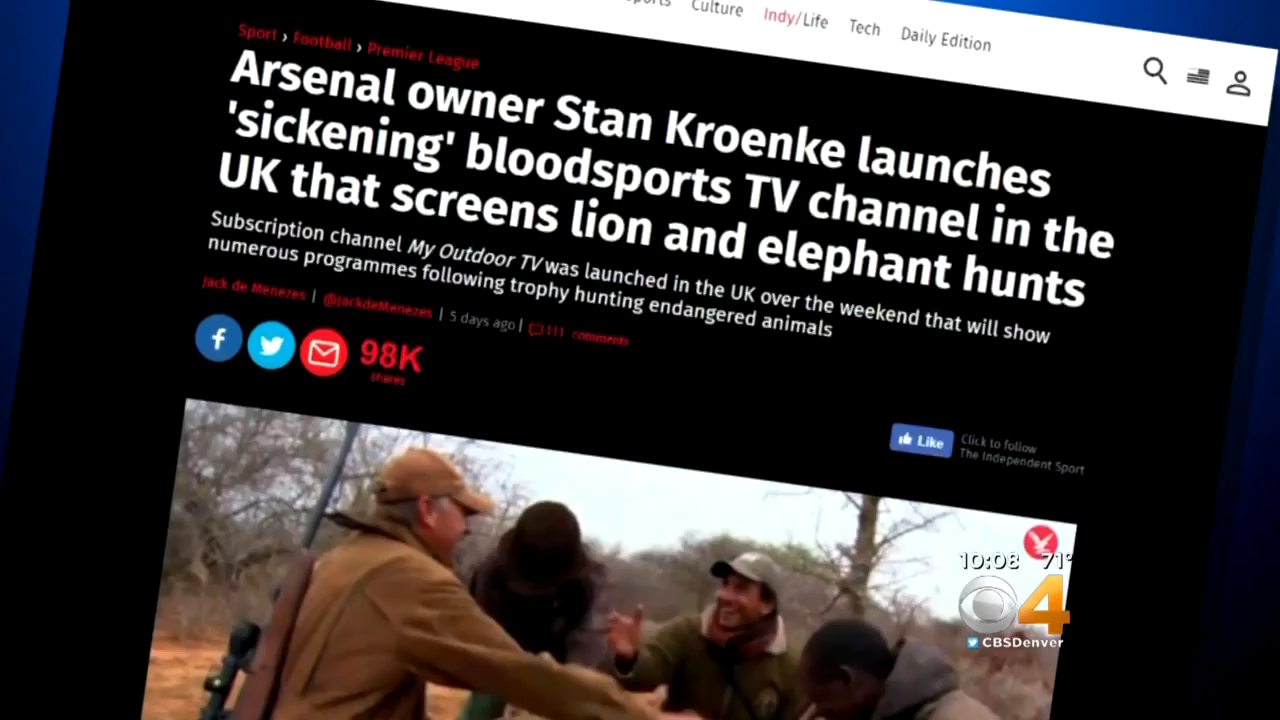 Culture Indy/Life Tech Daily Edition
Sport › Football › Premier League
Arsenal owner Stan Kroenke launches
'sickening' bloodsports TV channel in the
UK that screens lion and elephant hunts
Subscription channel My Outdoor TV was launched in the UK over the weekend that will show
numerous programmes following trophy hunting endangered animals
Jack de Menezes | @JackdeMenezes | 5 days ago | 111 comments
98K
shares
Like
Click to follow
The Independent Sport
10:08 71°
4
CBSDenver